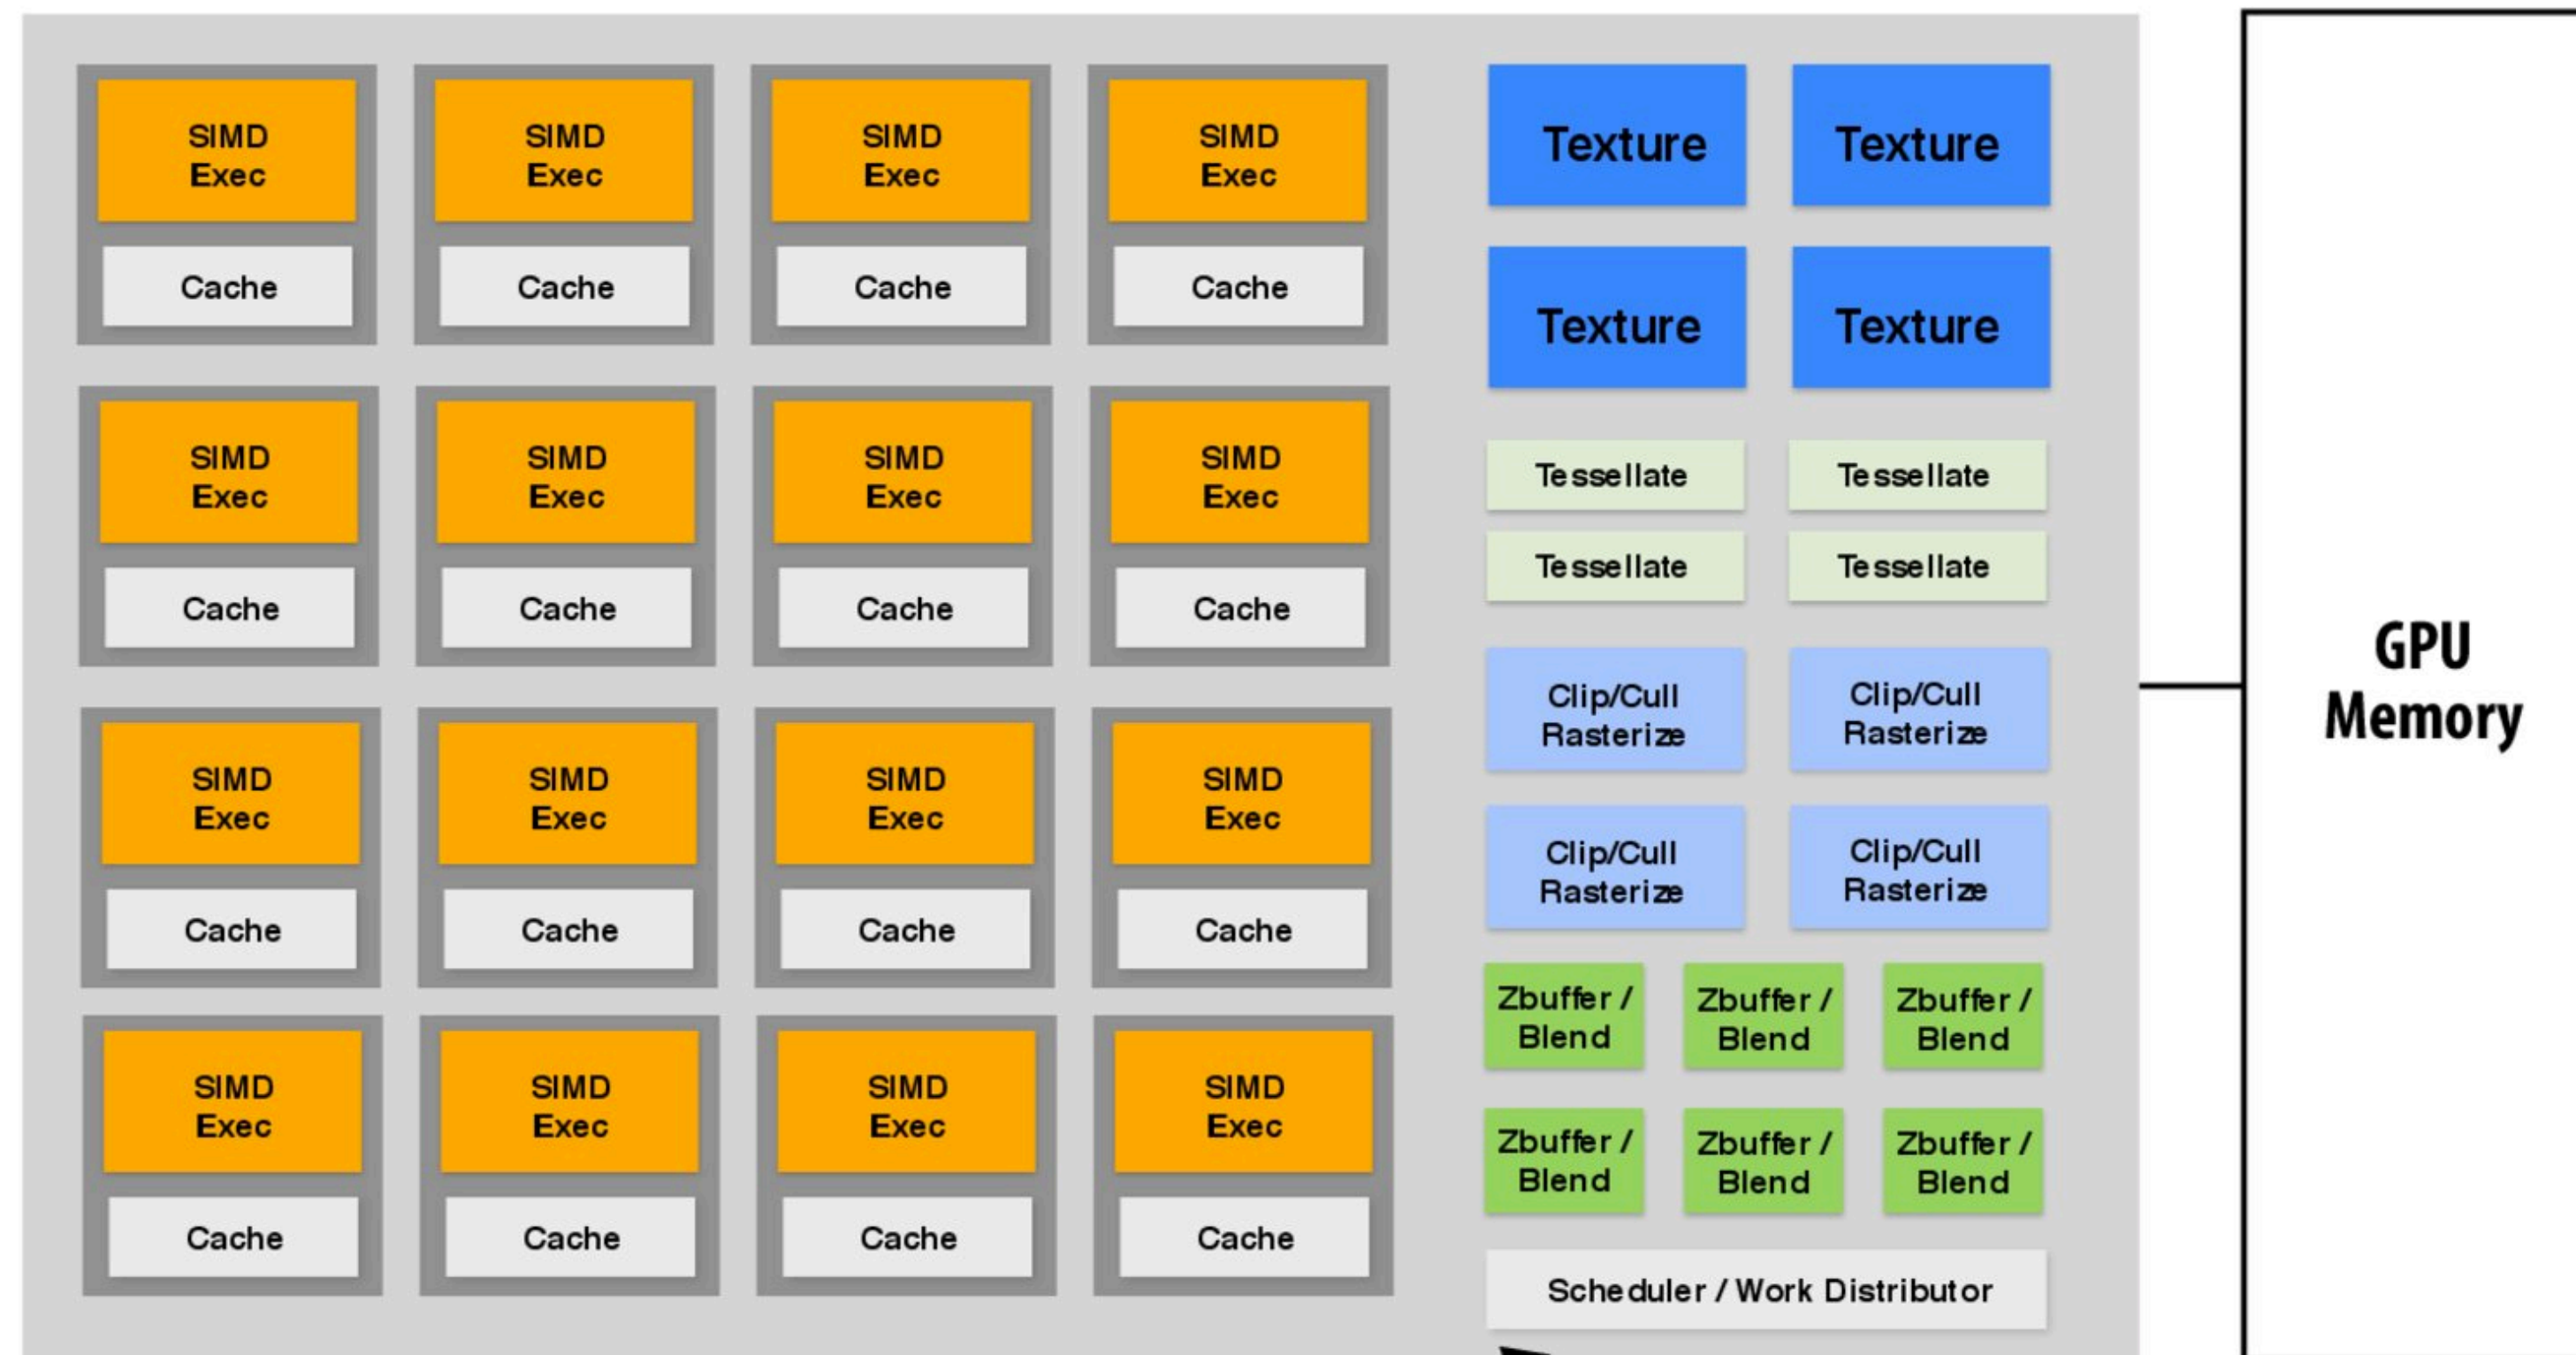 SIMD
Exec
SIMD
Exec
SIMD
Exec
SIMD
Exec
Cache
Cache
Cache
Cache
SIMD
Exec
SIMD
Exec
SIMD
Exec
SIMD
Exec
Cache
Cache
Cache
Cache
SIMD
Exec
SIMD
Exec
SIMD
Exec
SIMD
Exec
Cache
Cache
Cache
Cache
SIMD
Exec
SIMD
Exec
SIMD
Exec
SIMD
Exec
Cache
Cache
Cache
Cache
Texture
Texture
Texture
Texture
Tessellate
Tessellate
Tessellate
Tessellate
Clip/Cull
Rasterize
Clip/Cull
Rasterize
Clip/Cull
Rasterize
Clip/Cull
Rasterize
Zbuffer /
Blend
Zbuffer /
Blend
Zbuffer /
Blend
Zbuffer /
Blend
Zbuffer /
Blend
Zbuffer /
Blend
Scheduler / Work Distributor
GPU
Memory